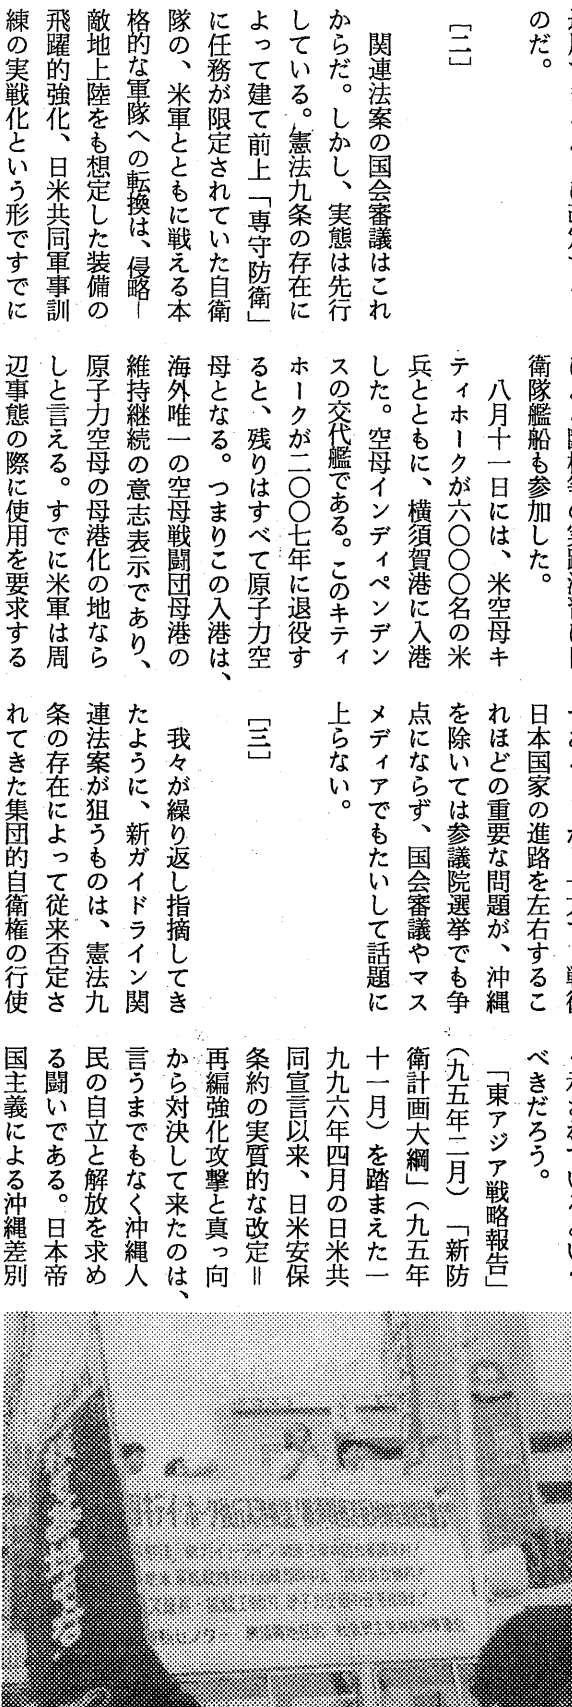 のだ。
[二]
関連法案の国会審議はこれ
からだ。しかし、実態は先行
している。憲法九条の存在に
よって建て前上「専守防衛」
に任務が限定されていた自衛
隊の、米軍とともに戦える本
格的な軍隊への転換は、侵略―
敵地上陸をも想定した装備の
飛躍的強化、日米共同軍事訓
練の実戦化という形ですでに
衛隊艦船も参加した。
八月十一日には、米空母キ
ティホークが六〇〇〇名の米
兵とともに、横須賀港に入港
した。空母インディペンデン
スの交代艦である。このキティ
ホークが二〇〇七年に退役す
ると、残りはすべて原子力空
母となる。つまりこの入港は、
海外唯一の空母戦闘団母港の
維持継続の意志表示であり、
原子力空母の母港化の地なら
しと言える。すでに米軍は周
辺事態の際に使用を要求する
日本国家の進路を左右するこ
れほどの重要な問題が、沖縄
を除いては参議院選挙でも争
点にならず、国会審議やマス
メディアでもたいして話題に
上らない。
[三]
我々が繰り返し指摘してき
たように、新ガイドライン関
連法案が狙うものは、憲法九
条の存在によって従来否定さ
れてきた集団的自衛権の行使
べきだろう。
「東アジア戦略報告」
(九五年二月)「新防
衛計画大綱」(九五年
十一月)を踏まえた一
九九六年四月の日米共
同宣言以来、日米安保
条約の実質的な改定＝
再編強化攻撃と真っ向
から対決して来たのは、
言うまでもなく沖縄人
民の自立と解放を求め
る闘いである。日本帝
国主義による沖縄差別